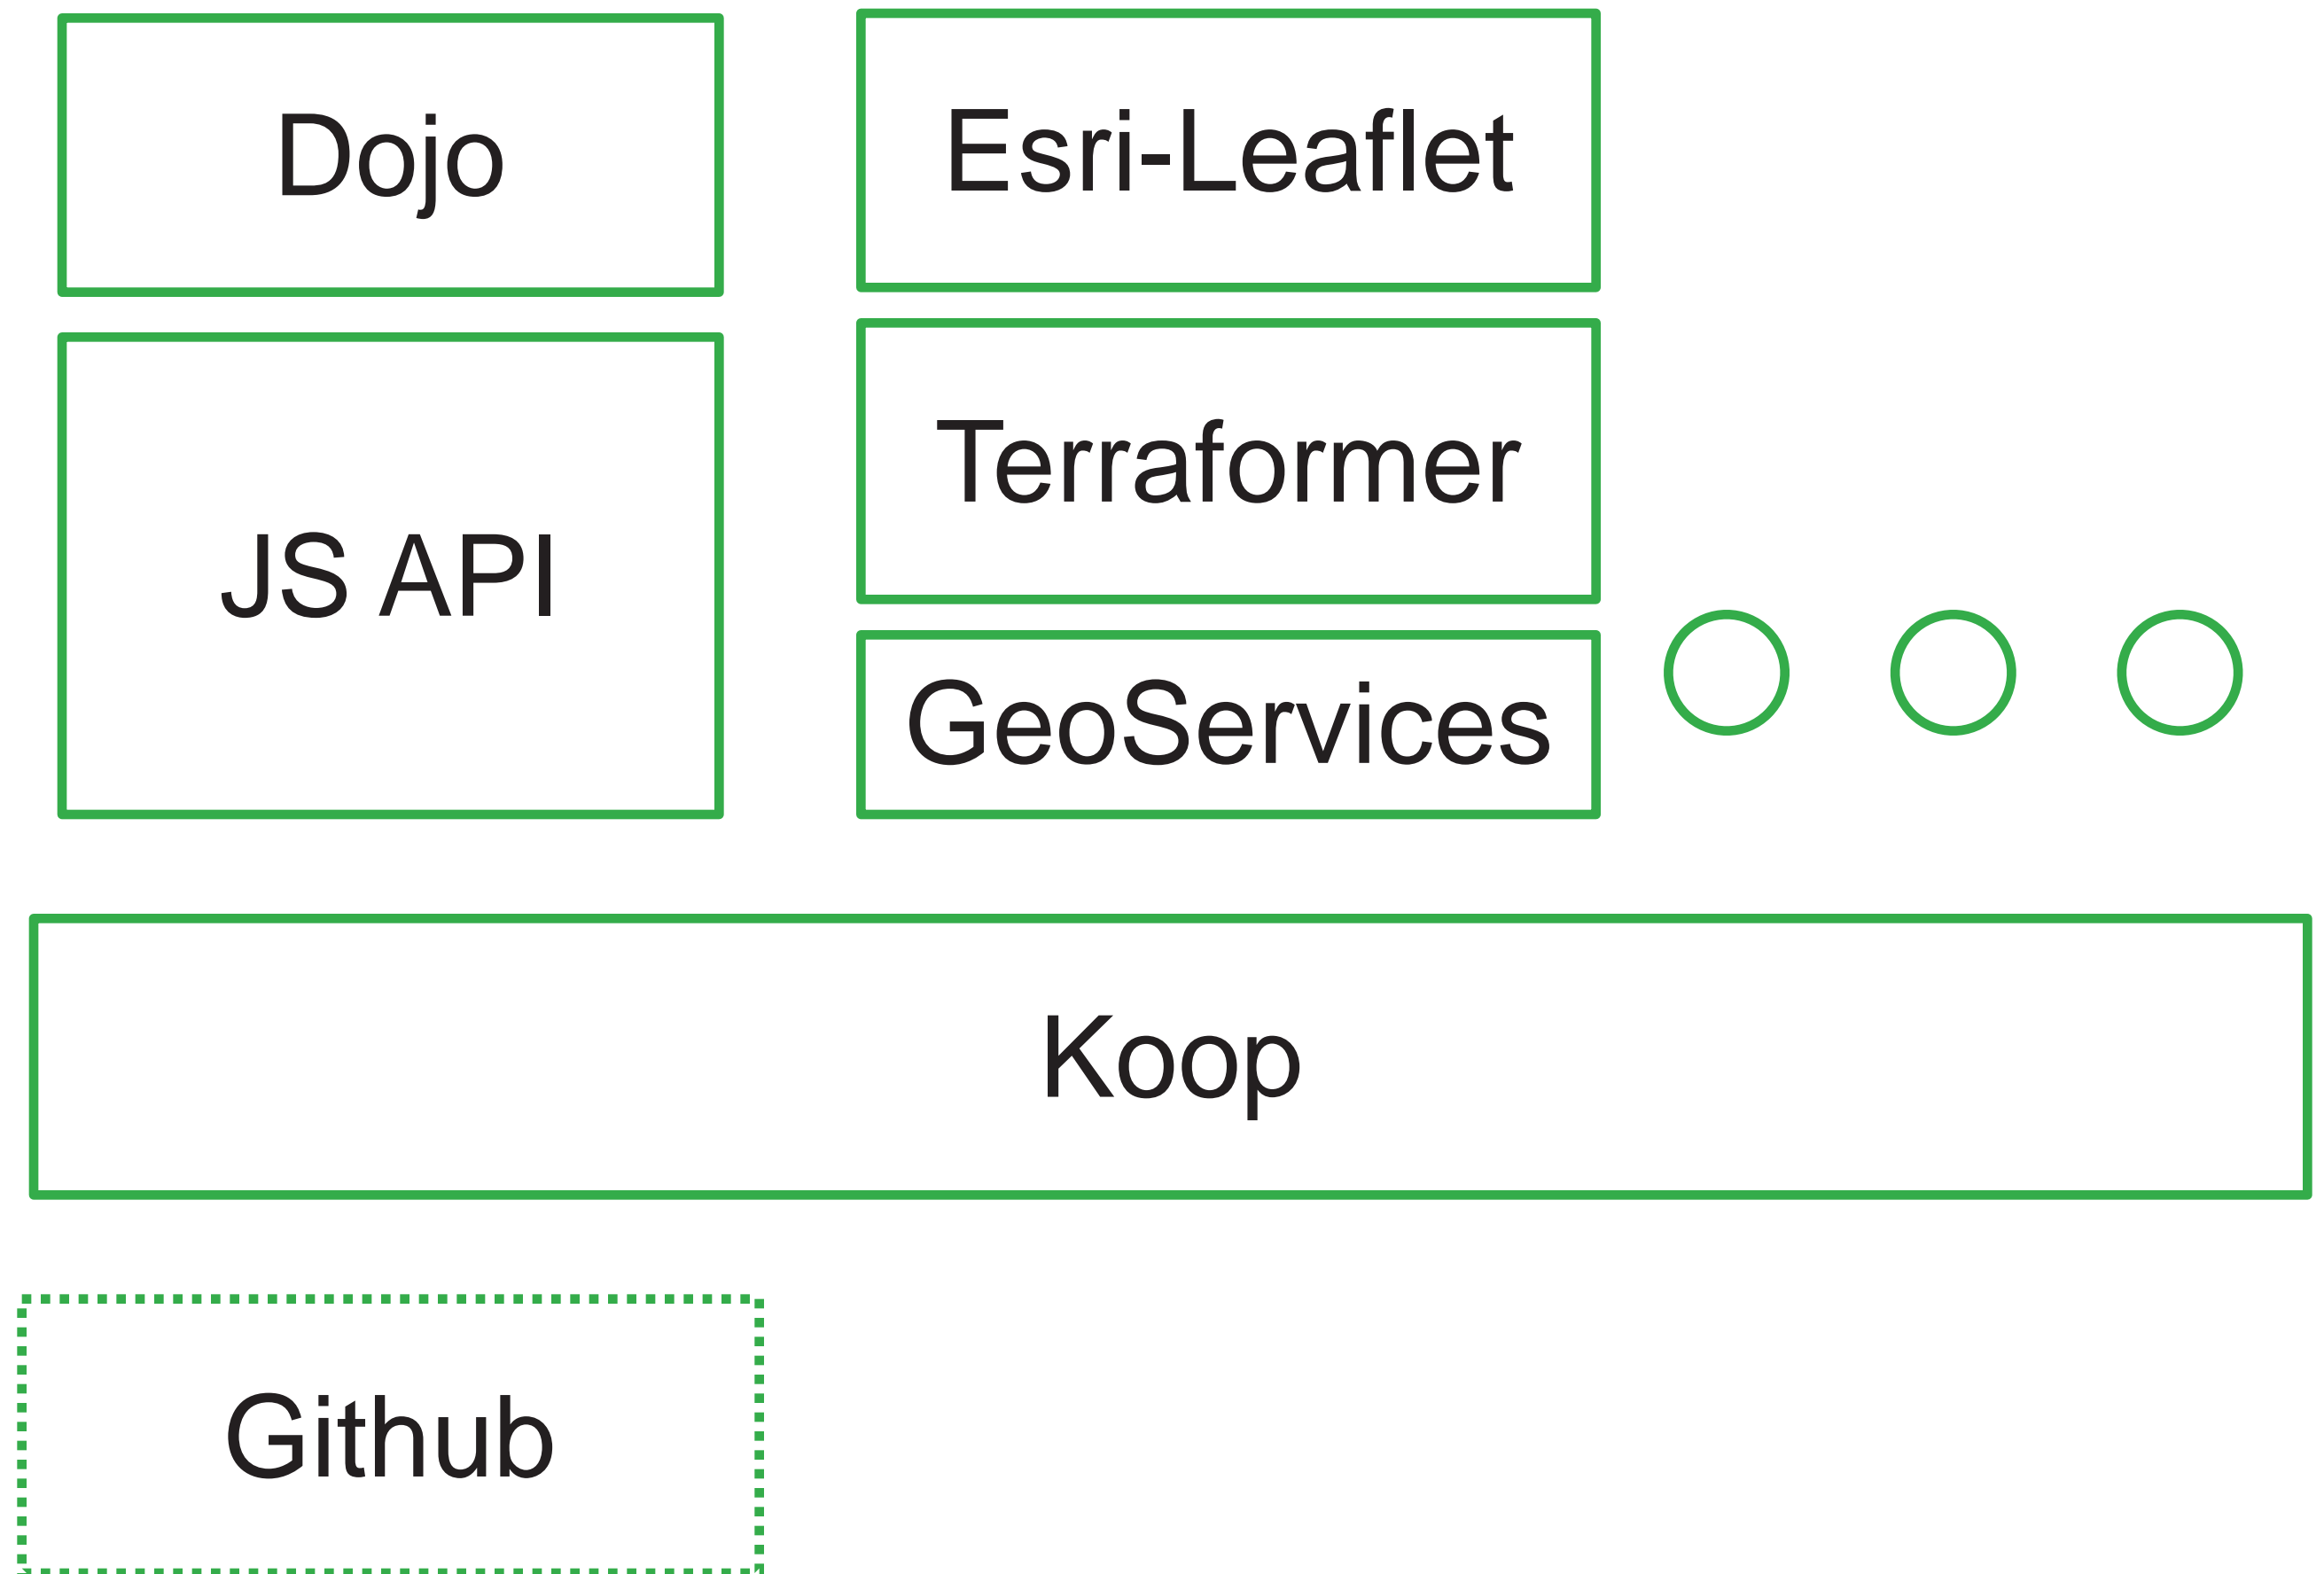 Dojo
Esri-Leaflet
JS API
Terraformer
GeoServices
Koop
Github